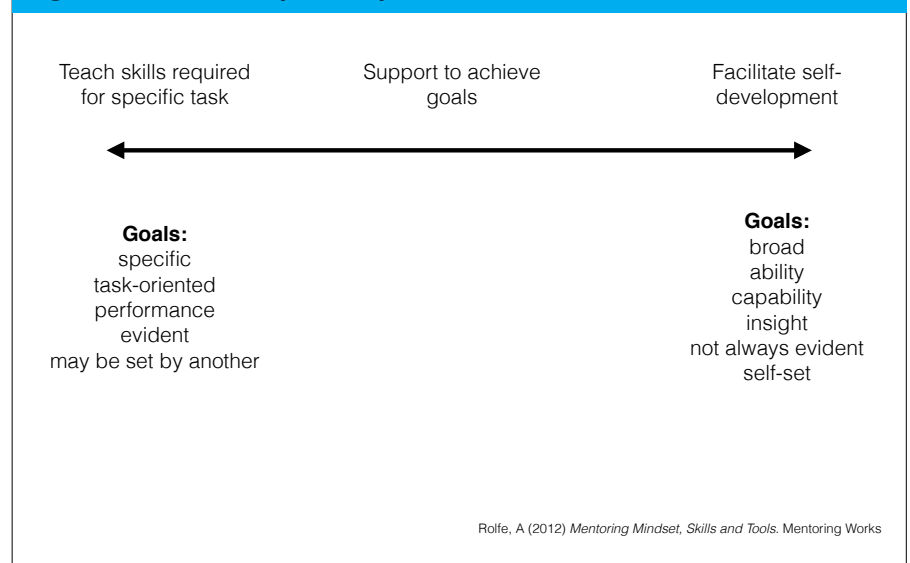 Teach skills required
for specific task
Support to achieve
goals
Facilitate self-
development
Goals:
specific
task-oriented
performance
evident
may be set by another
Goals:
broad
ability
capability
insight
not always evident
self-set
Rolfe, A (2012) Mentoring Mindset, Skills and Tools. Mentoring Works